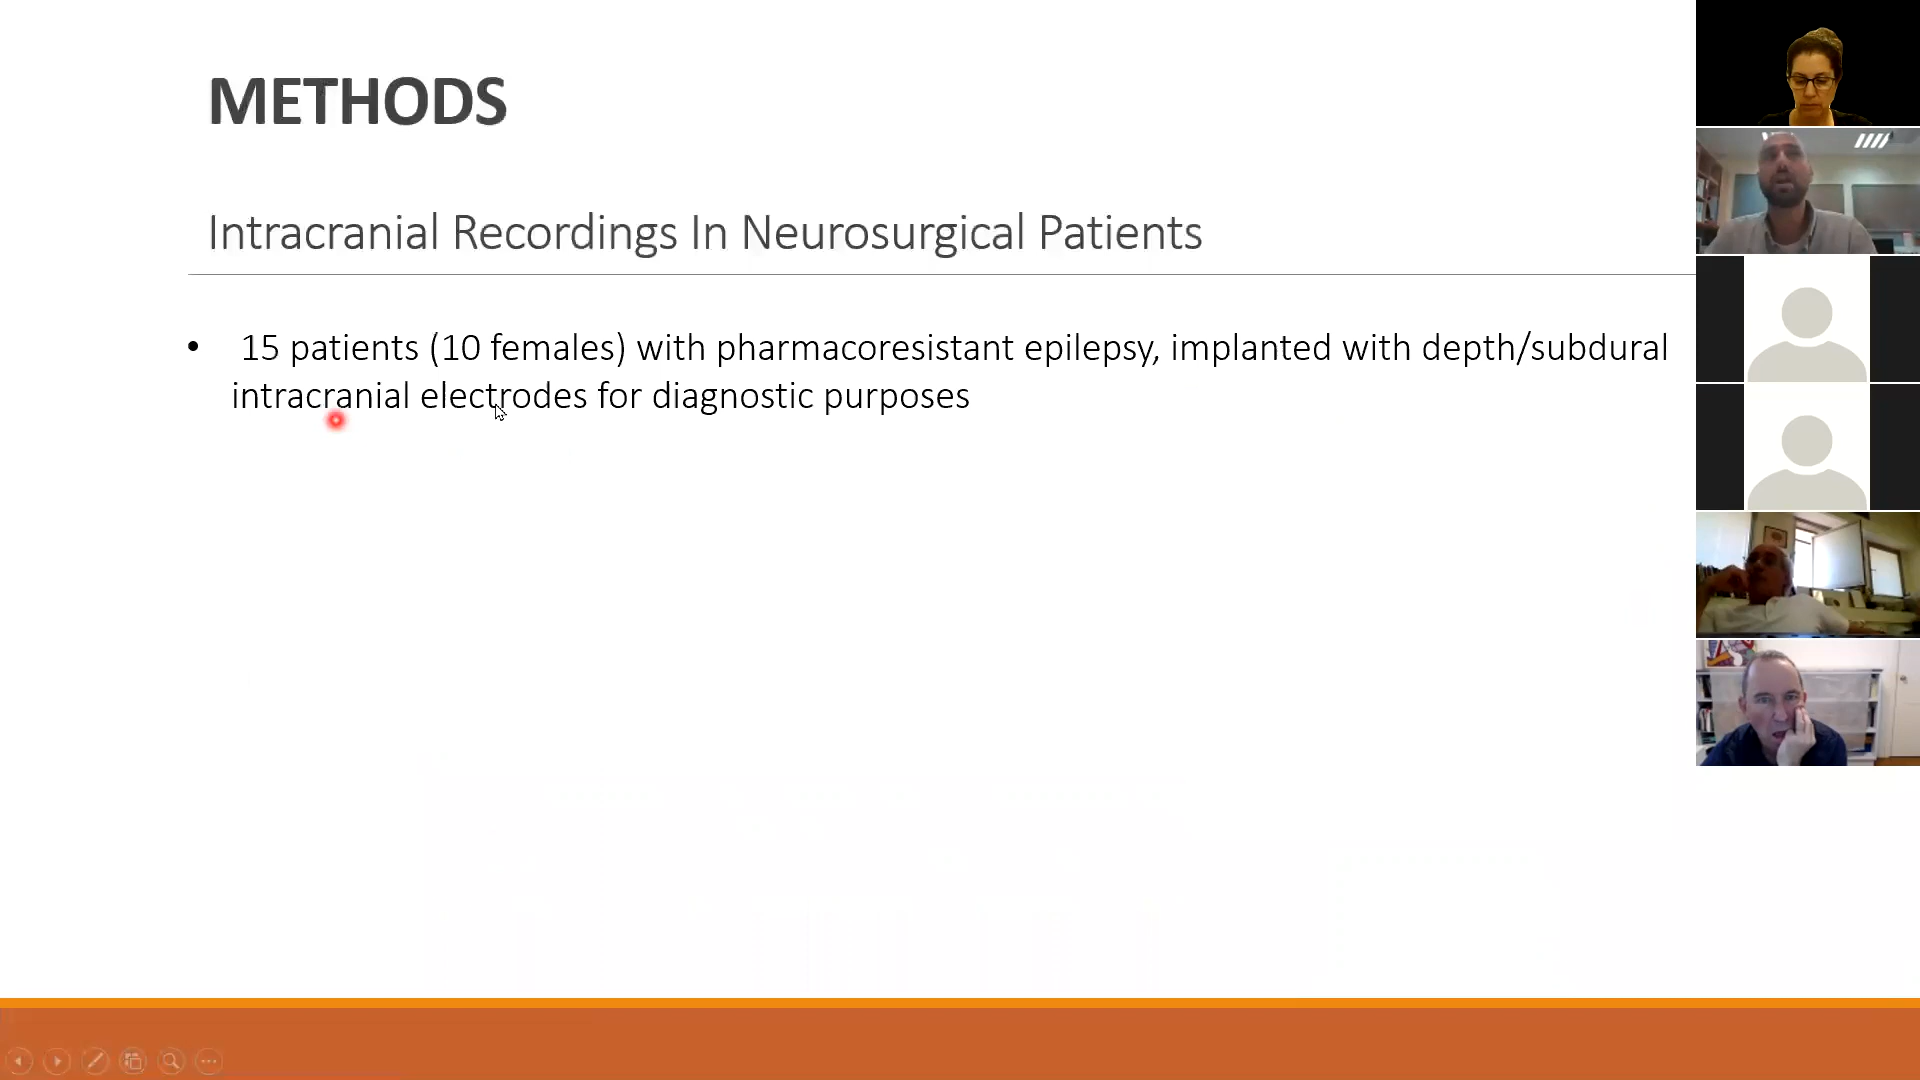 METHODS
Intracranial Recordings In Neurosurgical Patients
• 15 patients (10 females) with pharmacoresistant epilepsy, implanted with depth/subdural
intracranial electrodes for diagnostic purposes